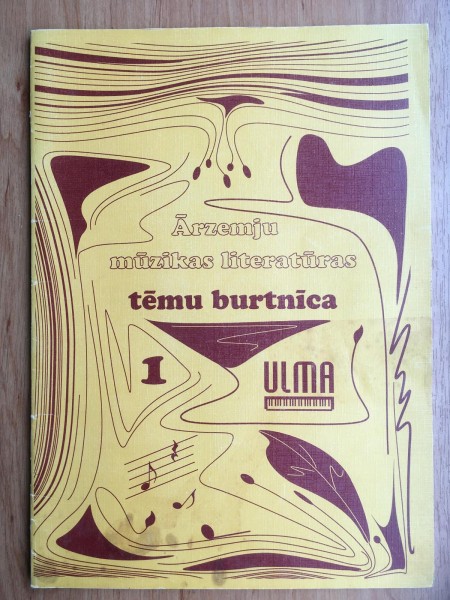 Ārzemju
mūzikas literatūras
tēmu burtnīca
1
ULMA